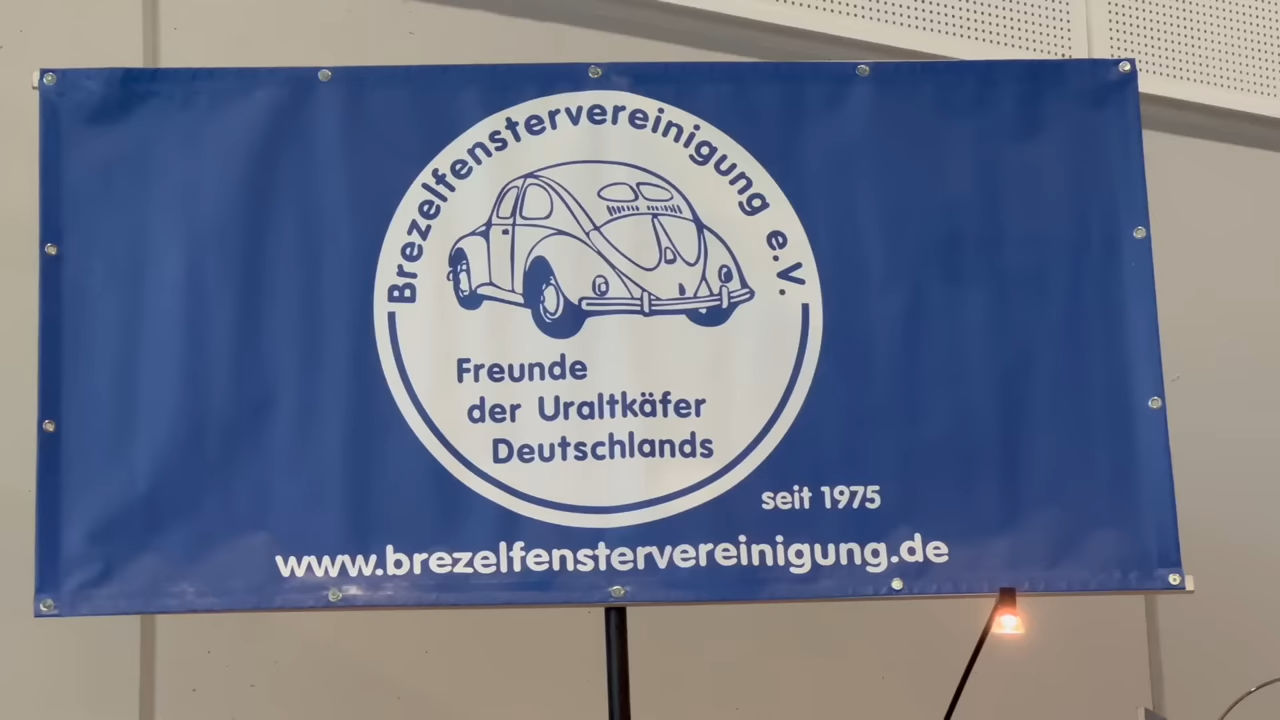 Brezelfenstervereinigung e.V.
Freunde
der Uraltkäfer
Deutschlands
seit 1975
www.brezelfenstervereinigung.de